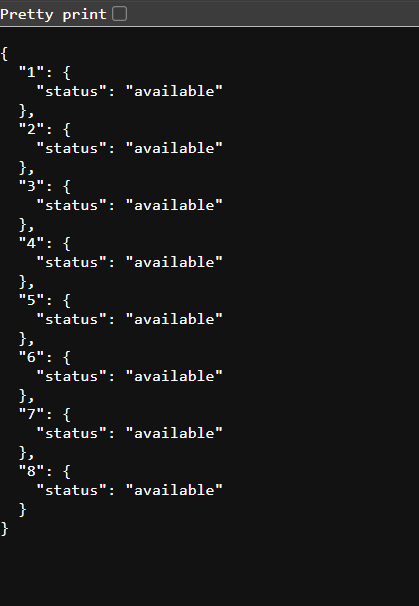 Pretty print
{
  "1": {
    "status": "available"
  },
  "2": {
    "status": "available"
  },
  "3": {
    "status": "available"
  },
  "4": {
    "status": "available"
  },
  "5": {
    "status": "available"
  },
  "6": {
    "status": "available"
  },
  "7": {
    "status": "available"
  },
  "8": {
    "status": "available"
  }
}